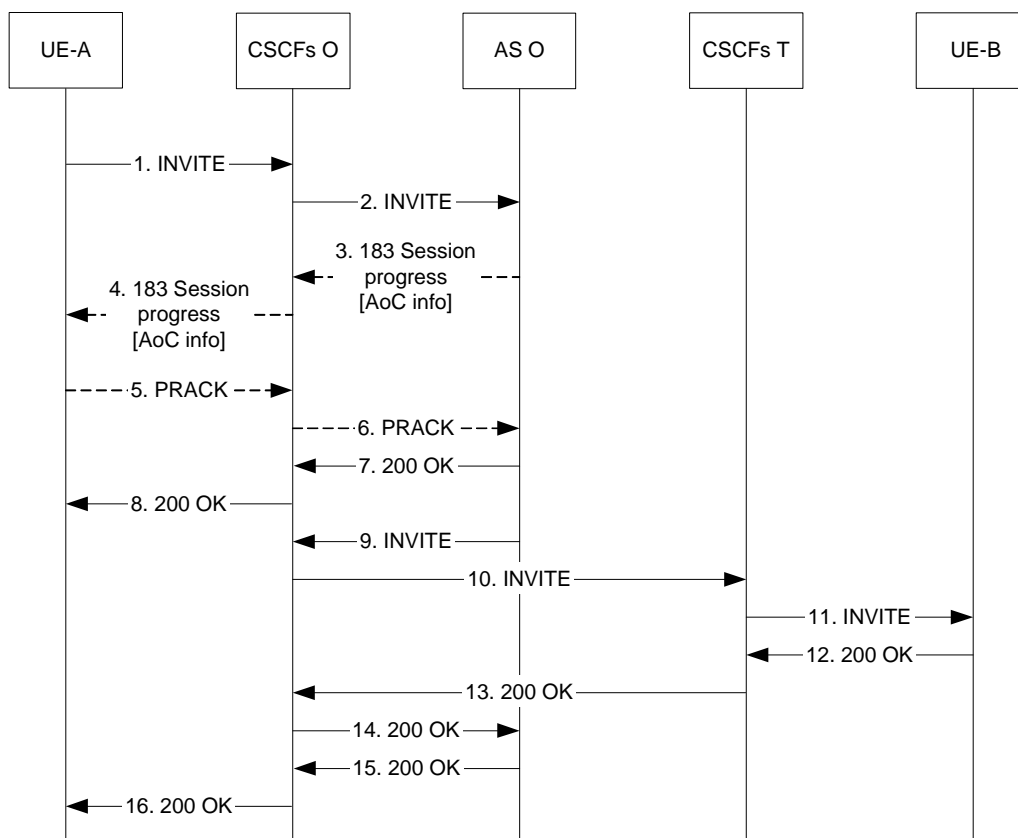 UE-A
CSCFs O
AS O
CSCFs T
UE-B
1. INVITE
2. INVITE
3. 183 Session
progress
[AoC info]
4. 183 Session
progress
[AoC info]
5. PRACK
6. PRACK
7. 200 OK
8. 200 OK
9. INVITE
10. INVITE
11. INVITE
12. 200 OK
13. 200 OK
14. 200 OK
15. 200 OK
16. 200 OK